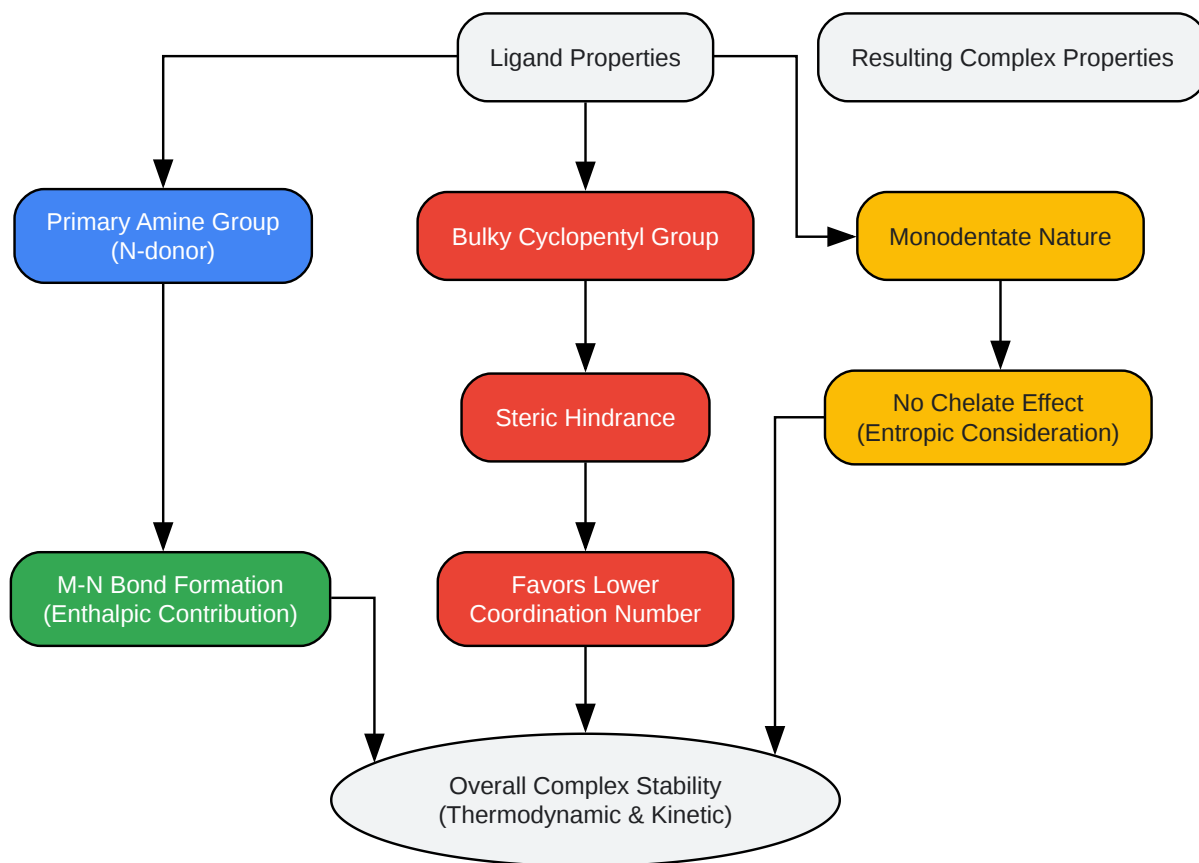 Ligand Properties
Resulting Complex Properties
Primary Amine Group
(N-donor)
Bulky Cyclopentyl Group
Monodentate Nature
Steric Hindrance
No Chelate Effect
(Entropic Consideration)
M-N Bond Formation
(Enthalpic Contribution)
Favors Lower
Coordination Number
Overall Complex Stability
(Thermodynamic & Kinetic)